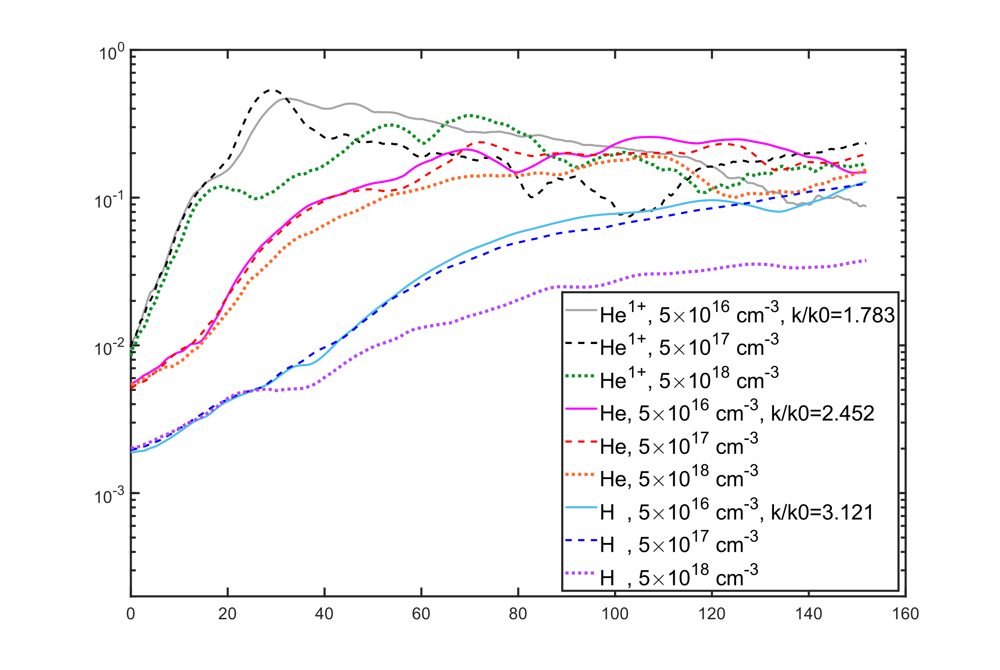 10^0
10^-1
10^-2
10^-3
He^1+, 5×10^16 cm^-3, k/k0=1.783
He^1+, 5×10^17 cm^-3
He^1+, 5×10^18 cm^-3
He, 5×10^16 cm^-3, k/k0=2.452
He, 5×10^17 cm^-3
He, 5×10^18 cm^-3
H , 5×10^16 cm^-3, k/k0=3.121
H , 5×10^17 cm^-3
H , 5×10^18 cm^-3
0 20 40 60 80 100 120 140 160